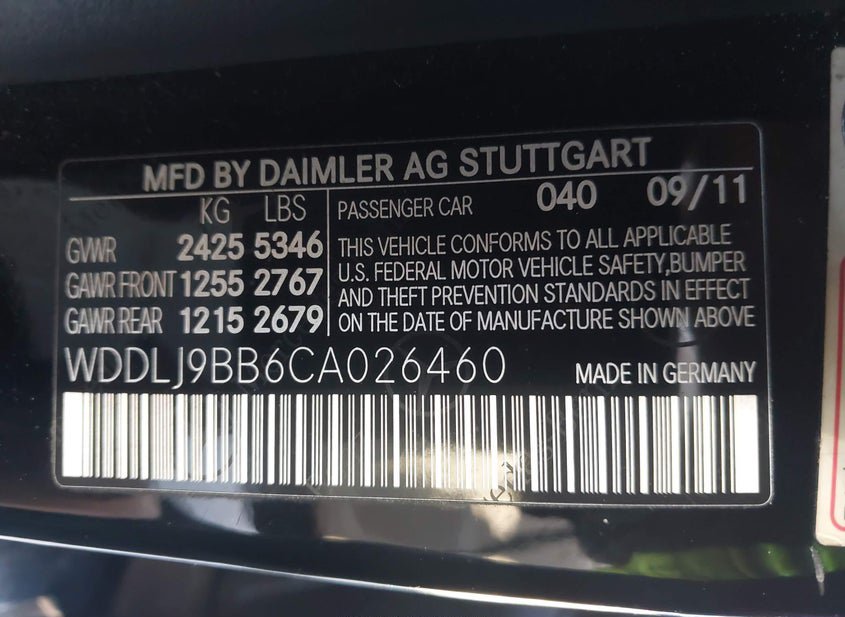 MFD BY DAIMLER AG STUTTGART
KG LBS PASSENGER CAR 040 09/11
GVWR 2425 5346 THIS VEHICLE CONFORMS TO ALL APPLICABLE
GAWR FRONT 1255 2767 U.S. FEDERAL MOTOR VEHICLE SAFETY,BUMPER
AND THEFT PREVENTION STANDARDS IN EFFECT
GAWR REAR 1215 2679 ON THE DATE OF MANUFACTURE SHOWN ABOVE
WDDLJ9BB6CA026460 MADE IN GERMANY